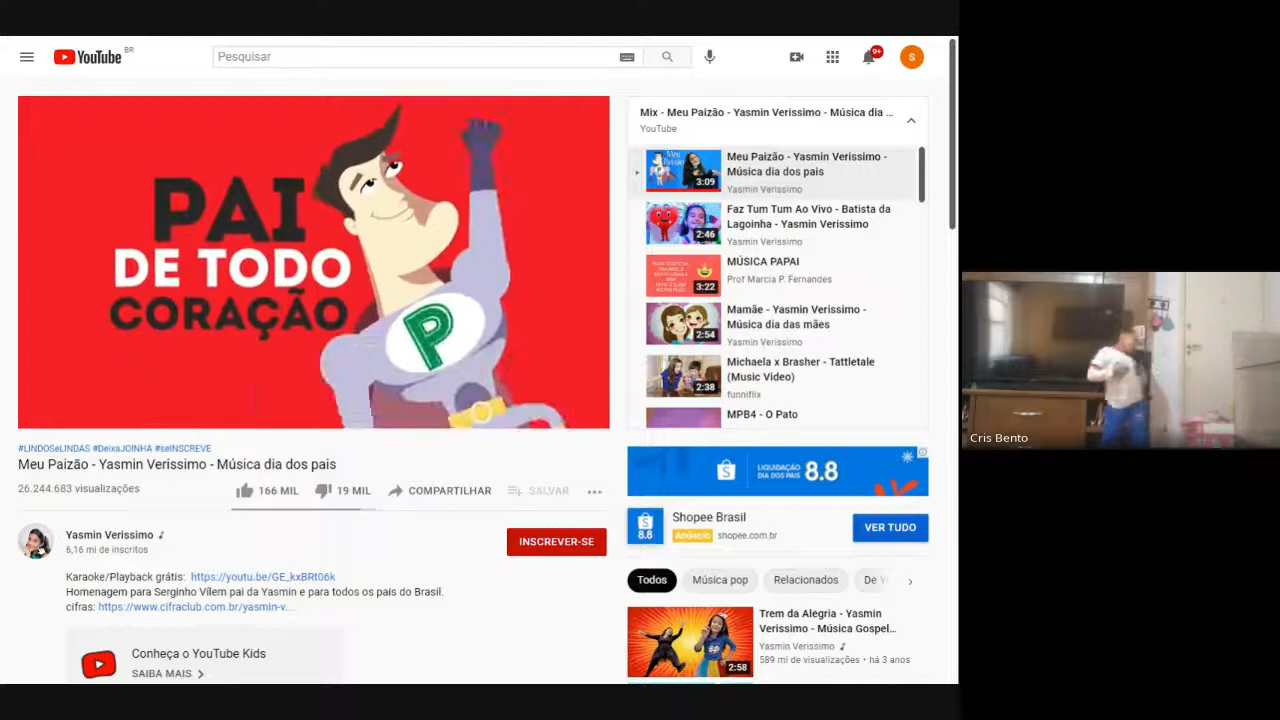 YouTube BR
Pesquisar
9+
S
PAI
DE TODO
CORAÇÃO
P
#LINDOSeLINDAS #DeixaJOINHA #seINSCREVE
Meu Paizão - Yasmin Verissimo - Música dia dos pais
26.244.683 visualizações
166 MIL
19 MIL
COMPARTILHAR
SALVAR
Yasmin Verissimo
6,16 mi de inscritos
INSCREVER-SE
Karaoke/Playback grátis: https://youtu.be/GE_kxBRt06k
Homenagem para Serginho Vílem pai da Yasmin e para todos os pais do Brasil.
cifras: https://www.cifraclub.com.br/yasmin-v...
Conheça o YouTube Kids
SAIBA MAIS
Mix - Meu Paizão - Yasmin Verissimo - Música dia ...
YouTube
Meu Paizão - Yasmin Verissimo -
Música dia dos pais
Yasmin Verissimo
3:09
Faz Tum Tum Ao Vivo - Batista da
Lagoinha - Yasmin Verissimo
Yasmin Verissimo
2:46
MÚSICA PAPAI
Prof Marcia P. Fernandes
3:22
Mamãe - Yasmin Verissimo -
Música dia das mães
Yasmin Verissimo
2:54
Michaela x Brasher - Tattletale
(Music Video)
funniflix
2:38
MPB4 - O Pato
LIQUIDAÇÃO
DIA DOS PAIS
8.8
8.8
Shopee Brasil
Anúncio shopee.com.br
VER TUDO
Todos
Música pop
Relacionados
De Y
Trem da Alegria - Yasmin
Verissimo - Música Gospel...
Yasmin Verissimo
589 mi de visualizações • há 3 anos
2:58
Cris Bento